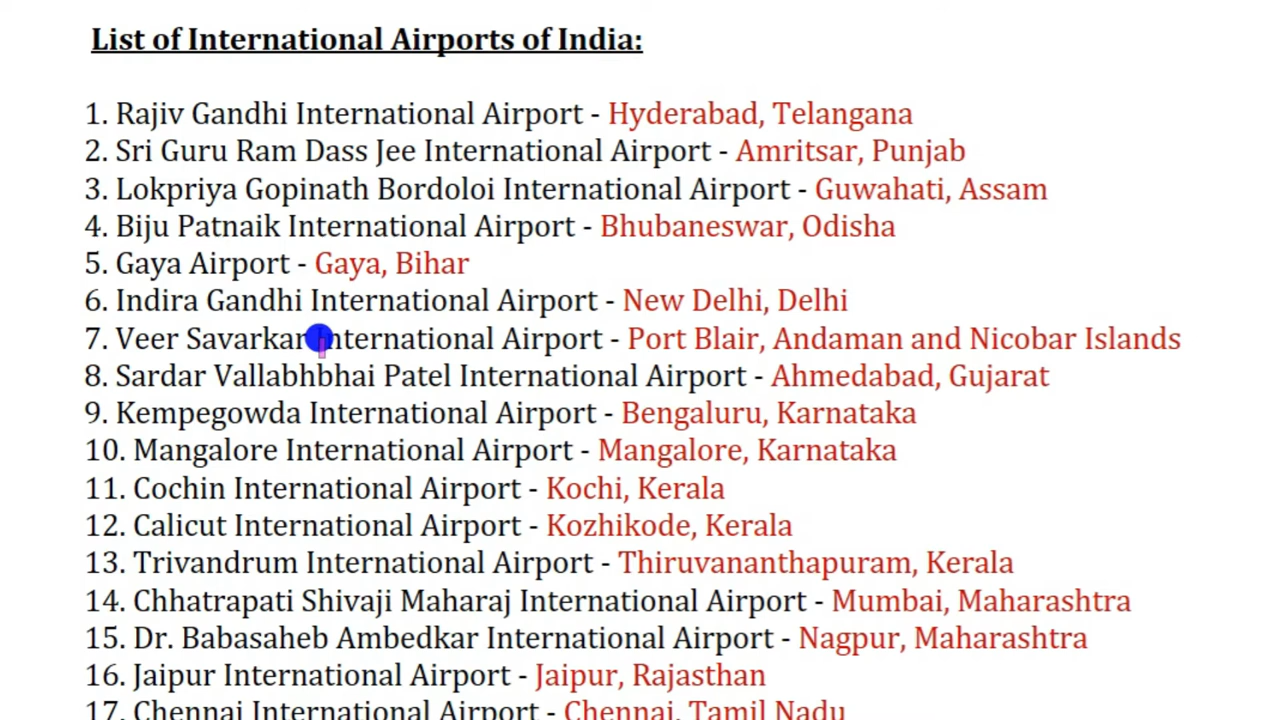 List of International Airports of India:
1. Rajiv Gandhi International Airport - Hyderabad, Telangana
2. Sri Guru Ram Dass Jee International Airport - Amritsar, Punjab
3. Lokpriya Gopinath Bordoloi International Airport - Guwahati, Assam
4. Biju Patnaik International Airport - Bhubaneswar, Odisha
5. Gaya Airport - Gaya, Bihar
6. Indira Gandhi International Airport - New Delhi, Delhi
7. Veer Savarkar International Airport - Port Blair, Andaman and Nicobar Islands
8. Sardar Vallabhbhai Patel International Airport - Ahmedabad, Gujarat
9. Kempegowda International Airport - Bengaluru, Karnataka
10. Mangalore International Airport - Mangalore, Karnataka
11. Cochin International Airport - Kochi, Kerala
12. Calicut International Airport - Kozhikode, Kerala
13. Trivandrum International Airport - Thiruvananthapuram, Kerala
14. Chhatrapati Shivaji Maharaj International Airport - Mumbai, Maharashtra
15. Dr. Babasaheb Ambedkar International Airport - Nagpur, Maharashtra
16. Jaipur International Airport - Jaipur, Rajasthan
17. Chennai International Airport - Chennai, Tamil Nadu